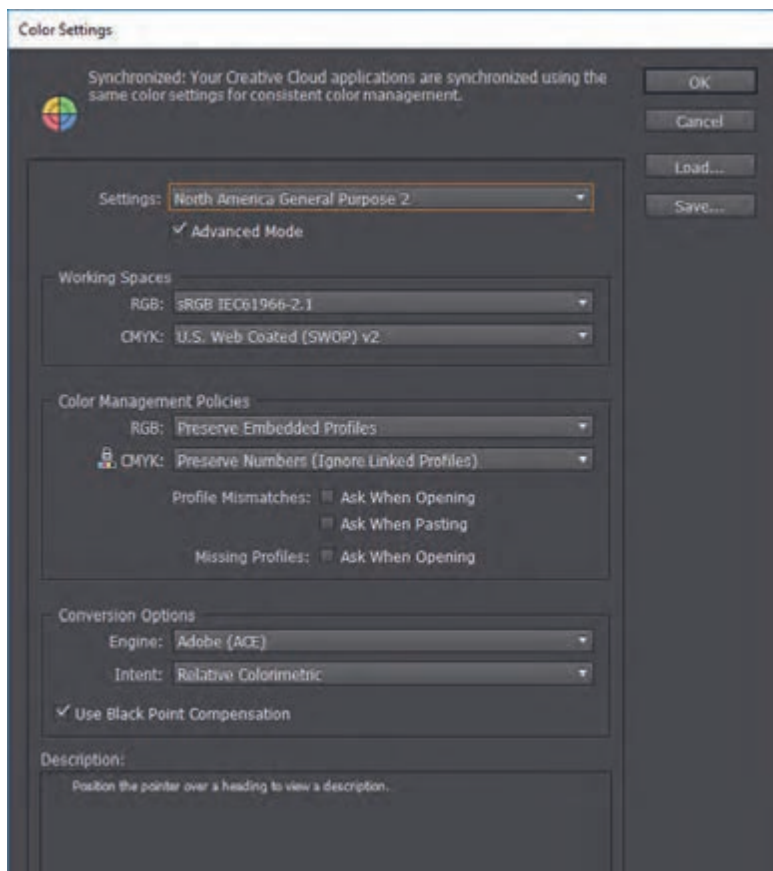 Color Settings
Synchronized: Your Creative Cloud applications are synchronized using the
same color settings for consistent color management.
OK
Cancel
Load...
Save...
Settings: North America General Purpose 2
Advanced Mode
Working Spaces
RGB: sRGB IEC61966-2.1
CMYK: U.S. Web Coated (SWOP) v2
Color Management Policies
RGB: Preserve Embedded Profiles
CMYK: Preserve Numbers (Ignore Linked Profiles)
Profile Mismatches: Ask When Opening
Ask When Pasting
Missing Profiles: Ask When Opening
Conversion Options
Engine: Adobe (ACE)
Intent: Relative Colorimetric
Use Black Point Compensation
Description:
Position the pointer over a heading to view a description.